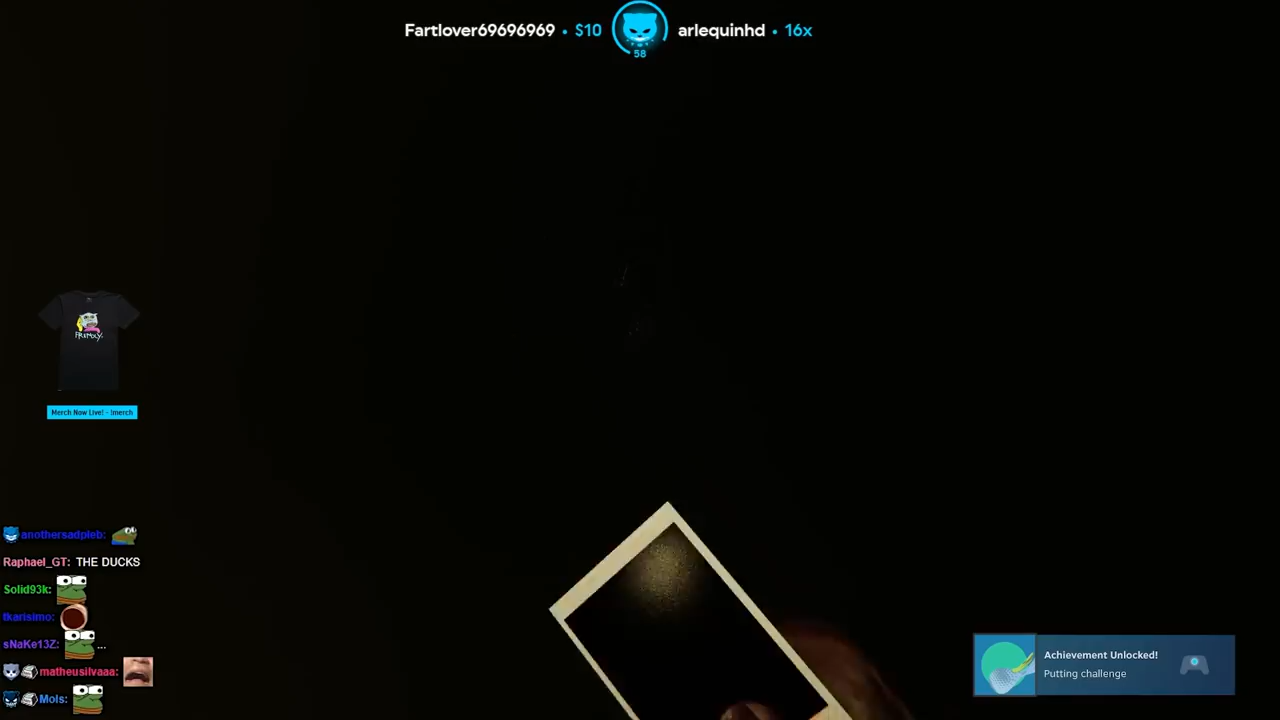 Fartlover69696969 • $10
58
arlequinhd • 16x
FRENDLY.
Merch Now Live! - !merch
anothersadpleb:
Raphael_GT: THE DUCKS
Solid93k:
tkarisimo:
sNaKe13Z: ...
matheusilvaaa:
Mols:
Achievement Unlocked!
Putting challenge